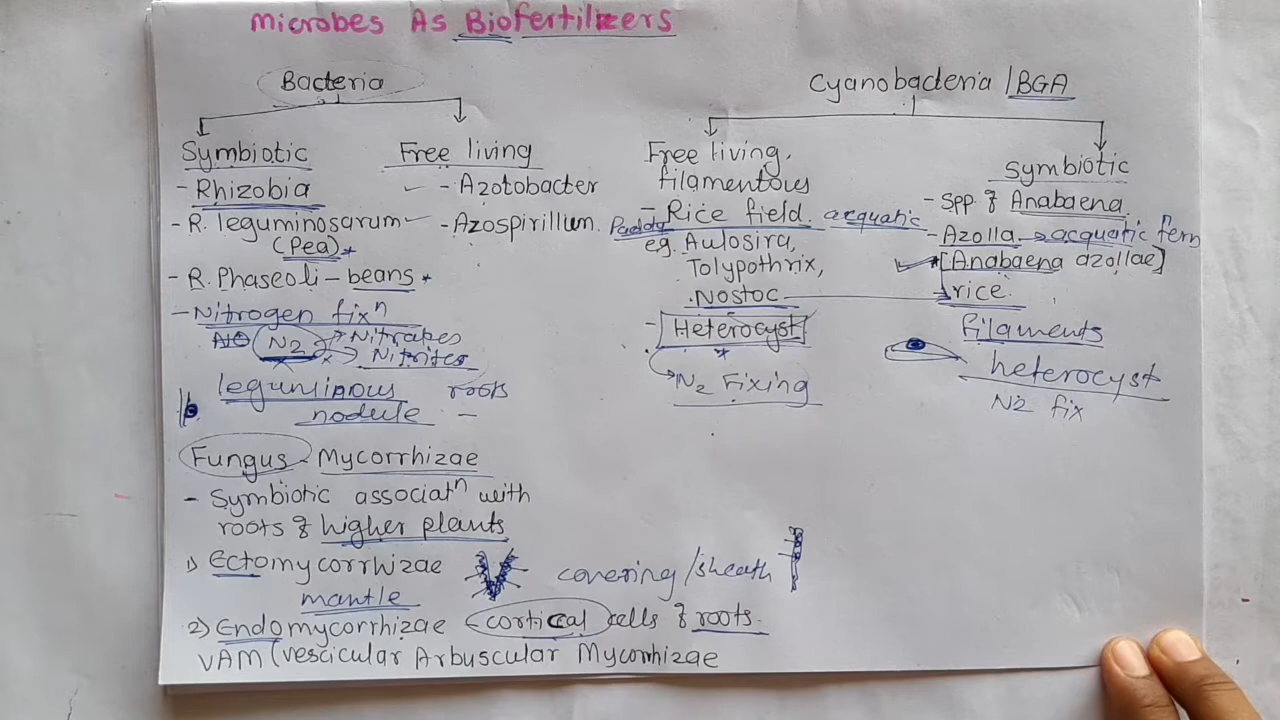 Microbes As Biofertilizers
Bacteria
Symbiotic
- Rhizobia
- R. leguminosarum
(Pea)*
- R. Phaseoli - beans *
- Nitrogen fixⁿ
N2 → Nitrates
→ Nitrites
leguminous roots
nodule -
Free living
- Azotobacter
- Azospirillum.
Cyanobacteria / BGA
Free living,
filamentous
- Rice field. acquatic
Paddy
eg. Aulosira,
Tolypothrix,
. Nostoc
- Heterocyst
*
→ N2 Fixing
Symbiotic
- Spp. of Anabaena
- Azolla → acquatic fern
* [Anabaena azollae]
→ rice.
Filaments
heterocyst
N2 fix
Fungus - Mycorrhizae
- Symbiotic associatⁿ with
roots of higher plants
1) Ectomycorrhizae
mantle
covering / sheath
2) Endomycorrhizae cortical cells of roots.
VAM (vescicular Arbuscular Mycorrhizae